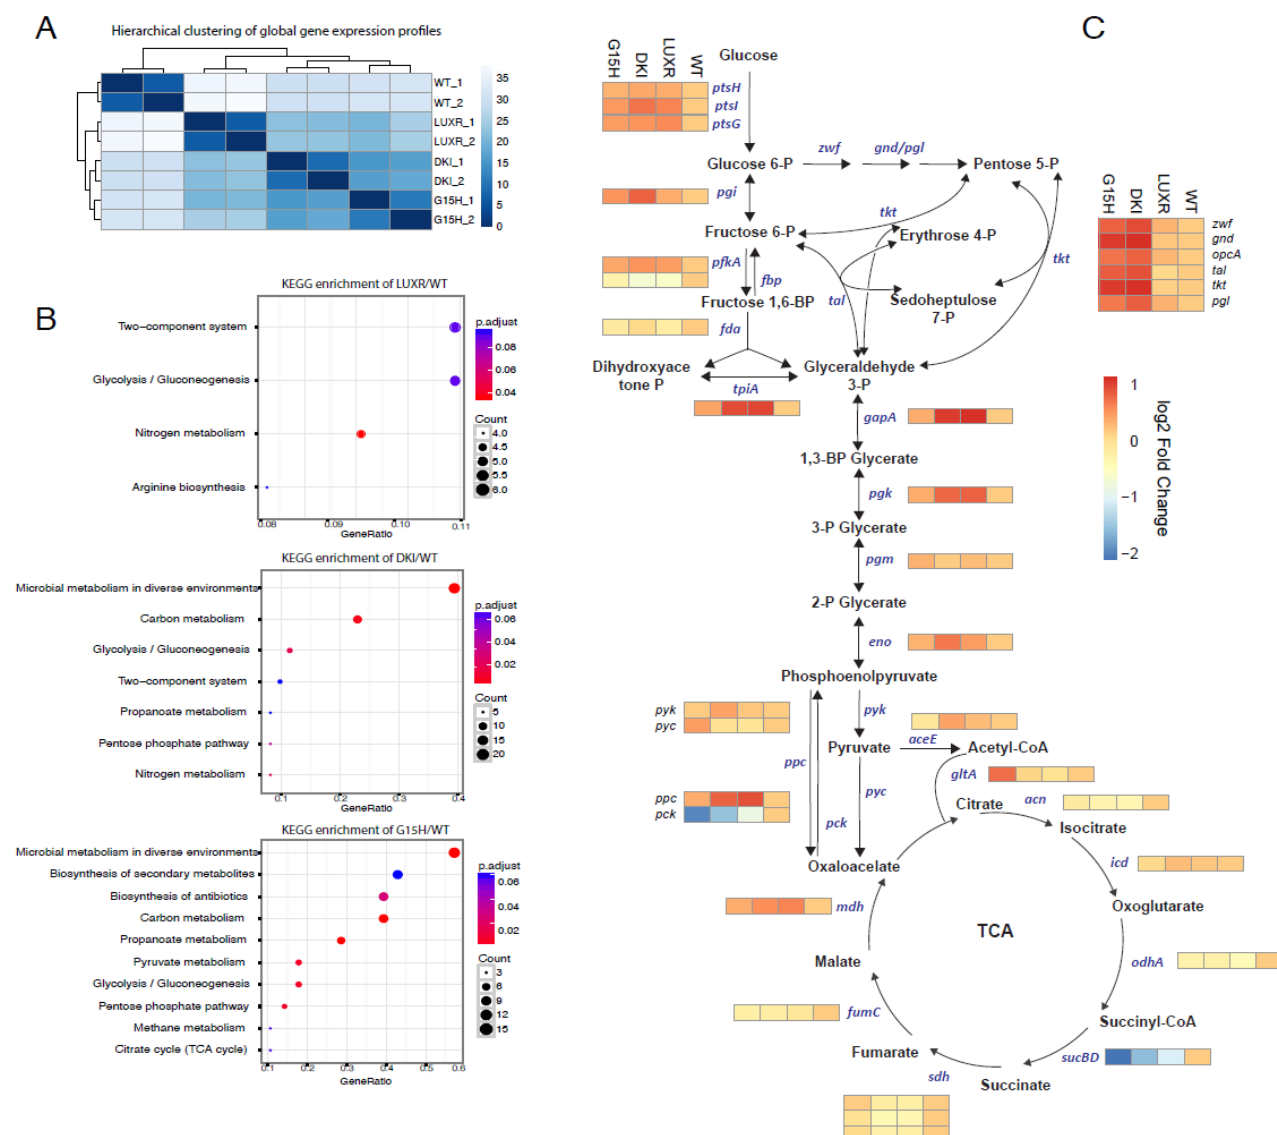 A
Hierarchical clustering of global gene expression profiles
WT_1
WT_2
LUXR_1
LUXR_2
DKI_1
DKI_2
G15H_1
G15H_2
35
30
25
20
15
10
5
0
B
KEGG enrichment of LUXR/WT
Two−component system
Glycolysis / Gluconeogenesis
Nitrogen metabolism
Arginine biosynthesis
0.08 0.09 0.10 0.11
GeneRatio
p.adjust
0.08
0.06
0.04
Count
4.0
4.5
5.0
5.5
6.0
KEGG enrichment of DKI/WT
Microbial metabolism in diverse environments
Carbon metabolism
Glycolysis / Gluconeogenesis
Two−component system
Propanoate metabolism
Pentose phosphate pathway
Nitrogen metabolism
0.1 0.2 0.3 0.4
GeneRatio
p.adjust
0.06
0.04
0.02
Count
5
10
15
20
KEGG enrichment of G15H/WT
Microbial metabolism in diverse environments
Biosynthesis of secondary metabolites
Biosynthesis of antibiotics
Carbon metabolism
Propanoate metabolism
Pyruvate metabolism
Glycolysis / Gluconeogenesis
Pentose phosphate pathway
Methane metabolism
Citrate cycle (TCA cycle)
0.1 0.2 0.3 0.4 0.5 0.6
GeneRatio
p.adjust
0.06
0.04
0.02
Count
3
6
9
12
15
C
G15H DKI LUXR WT
Glucose
ptsH
ptsI
ptsG
Glucose 6-P
zwf
gnd/pgl
Pentose 5-P
pgi
tkt
Fructose 6-P
Erythrose 4-P
pfkA
fbp
tkt
Fructose 1,6-BP
tal
Sedoheptulose
7-P
fda
Dihydroxyace
tone P
tpiA
Glyceraldehyde
3-P
gapA
1,3-BP Glycerate
pgk
3-P Glycerate
pgm
2-P Glycerate
eno
Phosphoenolpyruvate
pyk
pyc
pyk
Pyruvate
aceE
Acetyl-CoA
ppc
pyc
gltA
ppc
pck
pck
Citrate
acn
Isocitrate
Oxaloacetate
icd
mdh
Oxoglutarate
TCA
Malate
odhA
fumC
Succinyl-CoA
Fumarate
sucBD
sdh
Succinate
G15H DKI LUXR WT
zwf
gnd
opcA
tal
tkt
pgl
1
0
−1
−2
log2 Fold Change